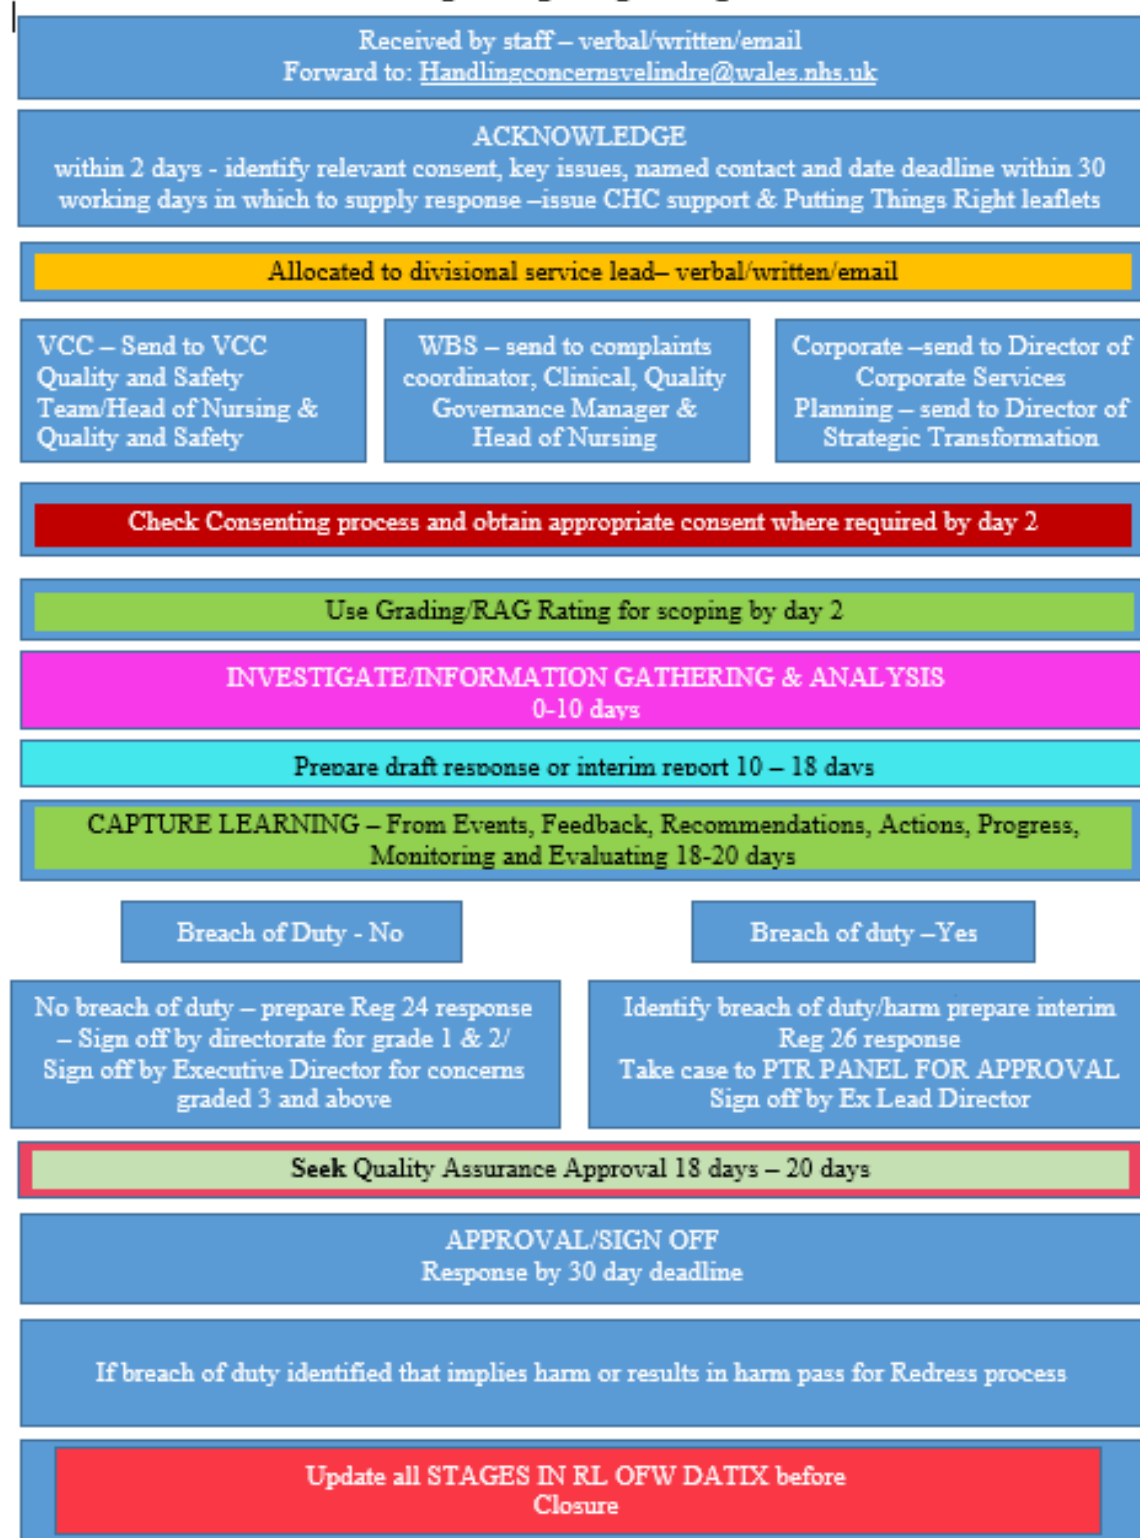 Received by staff – verbal/written/email
Forward to: Handlingconcernsvelindre@wales.nhs.uk
ACKNOWLEDGE
within 2 days - identify relevant consent, key issues, named contact and date deadline within 30
working days in which to supply response –issue CHC support & Putting Things Right leaflets
Allocated to divisional service lead– verbal/written/email
VCC – Send to VCC
Quality and Safety
Team/Head of Nursing &
Quality and Safety
WBS – send to complaints
coordinator, Clinical, Quality
Governance Manager &
Head of Nursing
Corporate –send to Director of
Corporate Services
Planning – send to Director of
Strategic Transformation
Check Consenting process and obtain appropriate consent where required by day 2
Use Grading/RAG Rating for scoping by day 2
INVESTIGATE/INFORMATION GATHERING & ANALYSIS
0-10 days
Prepare draft response or interim report 10 – 18 days
CAPTURE LEARNING – From Events, Feedback, Recommendations, Actions, Progress,
Monitoring and Evaluating 18-20 days
Breach of Duty - No
Breach of duty –Yes
No breach of duty – prepare Reg 24 response
– Sign off by directorate for grade 1 & 2/
Sign off by Executive Director for concerns
graded 3 and above
Identify breach of duty/harm prepare interim
Reg 26 response
Take case to PTR PANEL FOR APPROVAL
Sign off by Ex Lead Director
Seek Quality Assurance Approval 18 days – 20 days
APPROVAL/SIGN OFF
Response by 30 day deadline
If breach of duty identified that implies harm or results in harm pass for Redress process
Update all STAGES IN RL OFW DATIX before
Closure